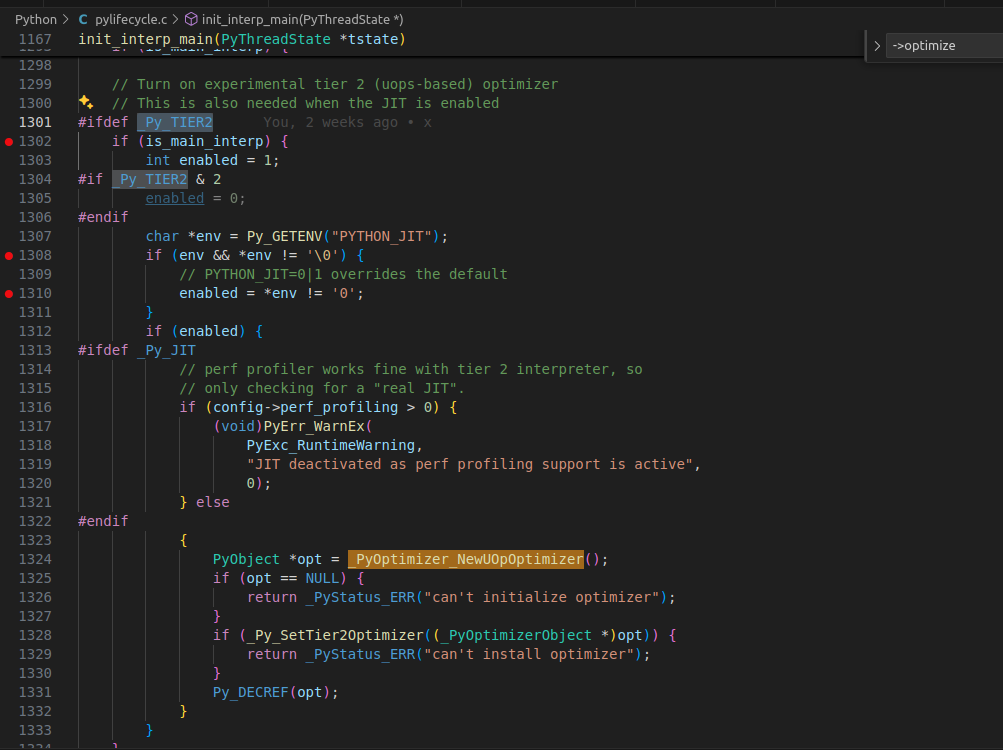 Python > C pylifecycle.c > init_interp_main(PyThreadState *)
1167 init_interp_main(PyThreadState *tstate)
->optimize
1298
1299 // Turn on experimental tier 2 (uops-based) optimizer
1300 // This is also needed when the JIT is enabled
1301 #ifdef _Py_TIER2 You, 2 weeks ago • x
1302 if (is_main_interp) {
1303 int enabled = 1;
1304 #if _Py_TIER2 & 2
1305 enabled = 0;
1306 #endif
1307 char *env = Py_GETENV("PYTHON_JIT");
1308 if (env && *env != '\0') {
1309 // PYTHON_JIT=0|1 overrides the default
1310 enabled = *env != '0';
1311 }
1312 if (enabled) {
1313 #ifdef _Py_JIT
1314 // perf profiler works fine with tier 2 interpreter, so
1315 // only checking for a "real JIT".
1316 if (config->perf_profiling > 0) {
1317 (void)PyErr_WarnEx(
1318 PyExc_RuntimeWarning,
1319 "JIT deactivated as perf profiling support is active",
1320 0);
1321 } else
1322 #endif
1323 {
1324 PyObject *opt = _PyOptimizer_NewUOpOptimizer();
1325 if (opt == NULL) {
1326 return _PyStatus_ERR("can't initialize optimizer");
1327 }
1328 if (_Py_SetTier2Optimizer((_PyOptimizerObject *)opt)) {
1329 return _PyStatus_ERR("can't install optimizer");
1330 }
1331 Py_DECREF(opt);
1332 }
1333 }